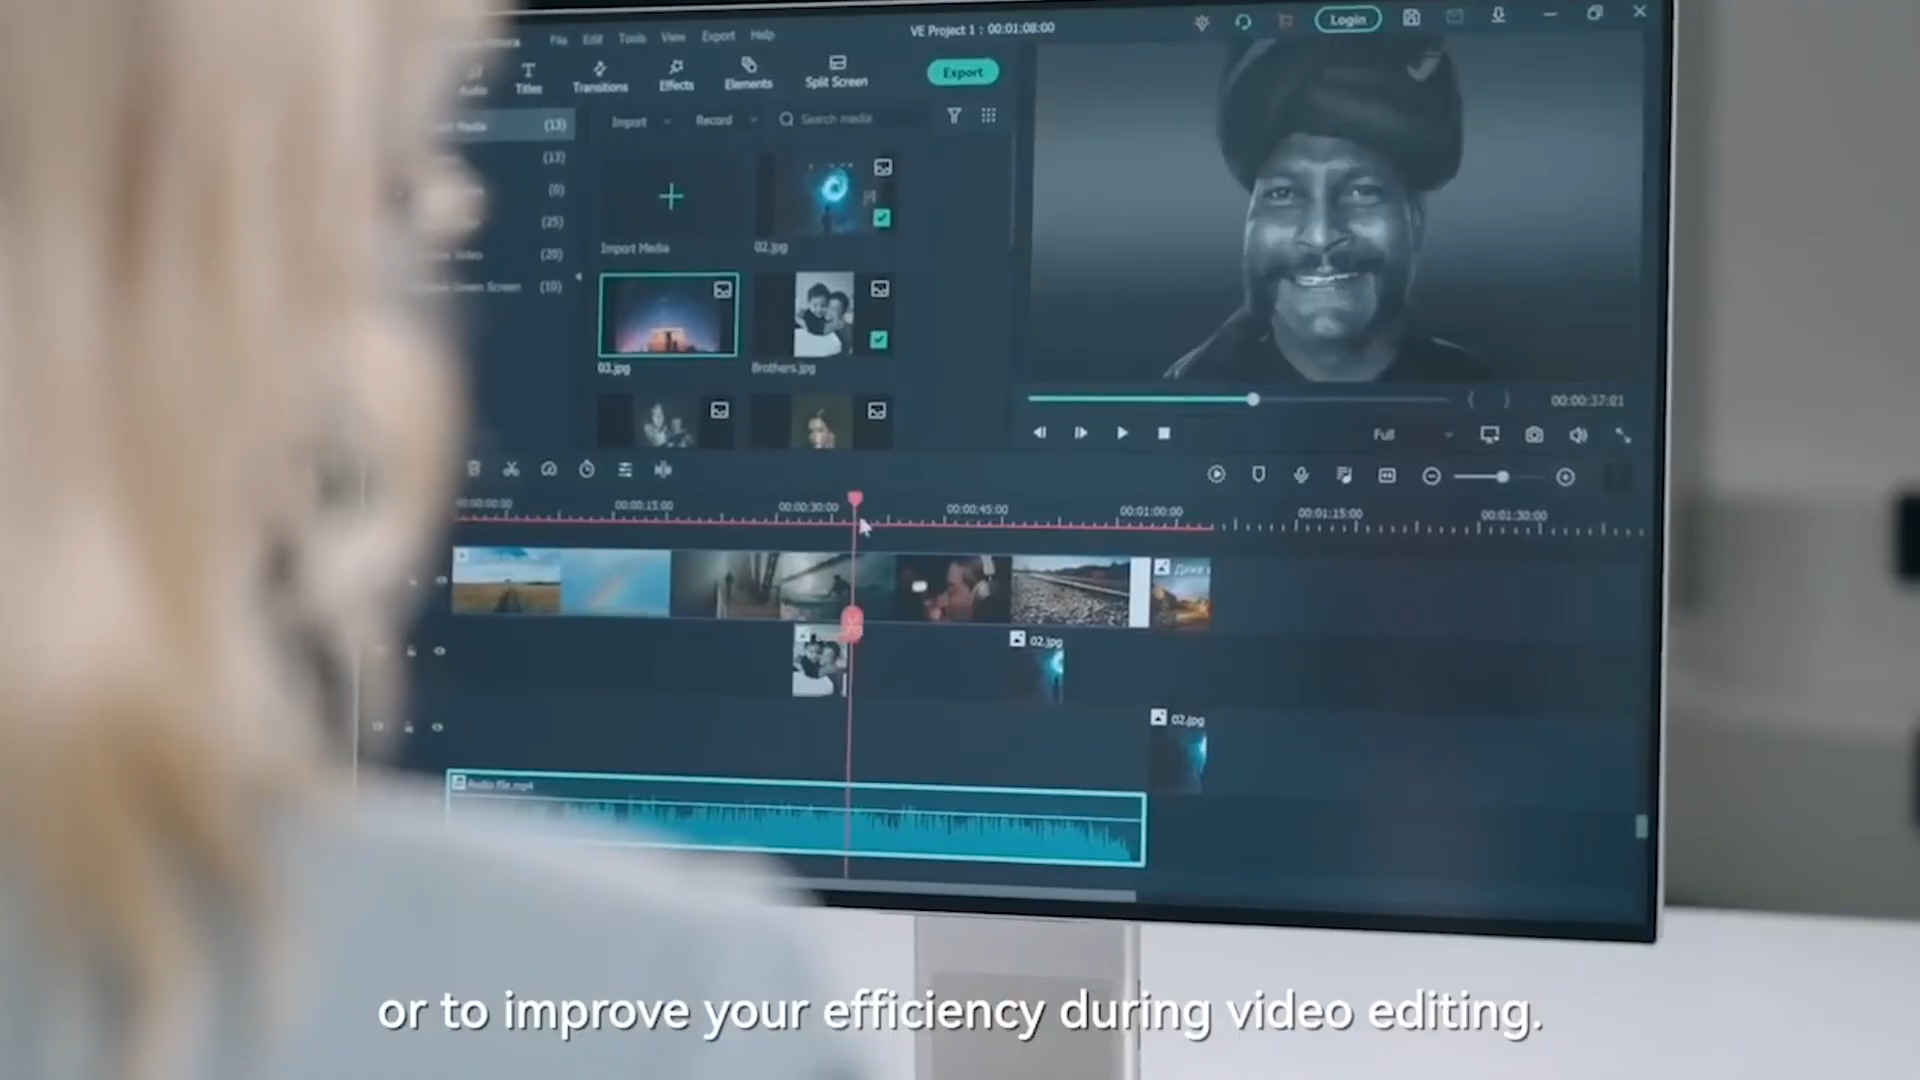 File Edit Tools View Export Help
VE Project 1 : 00:01:08:00
Login
Audio
Titles
Transitions
Effects
Elements
Split Screen
Export
Media (13)
Import
Record
Search media
(13)
(0)
(25)
(20)
Green Screen (10)
Import Media
02.jpg
03.jpg
Brothers.jpg
00:00:37:01
Full
00:00:00:00
00:00:15:00
00:00:30:00
00:00:45:00
00:01:00:00
00:01:15:00
00:01:30:00
02.jpg
02.jpg
Audio file.mp4
or to improve your efficiency during video editing.